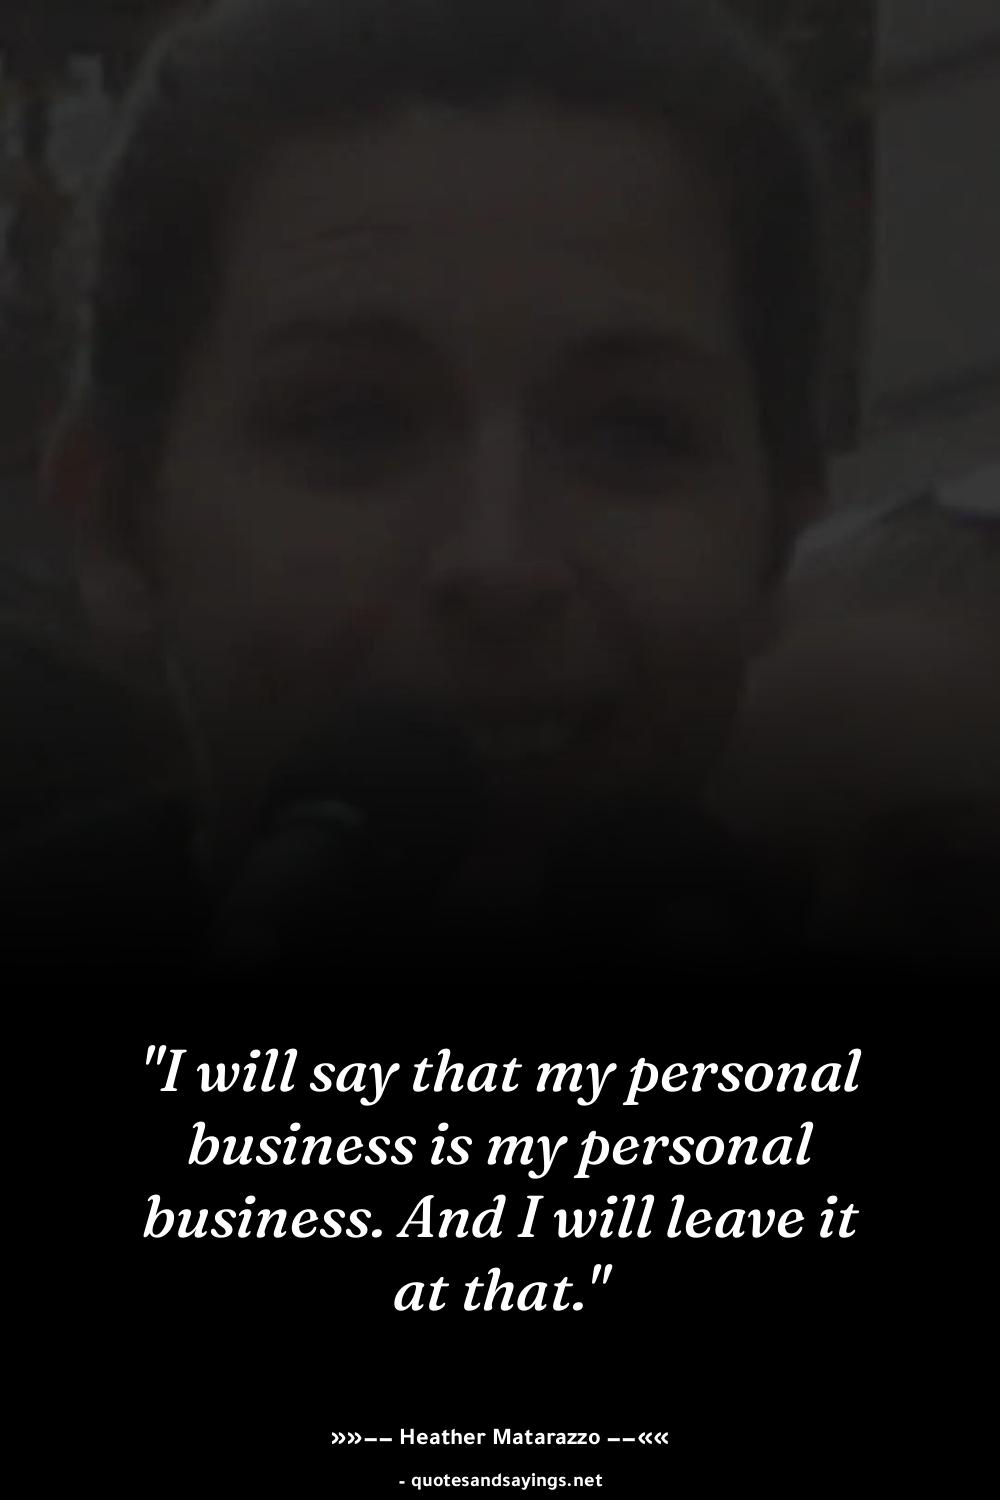 "I will say that my personal
business is my personal
business. And I will leave it
at that."
»»−− Heather Matarazzo −−««
- quotesandsayings.net